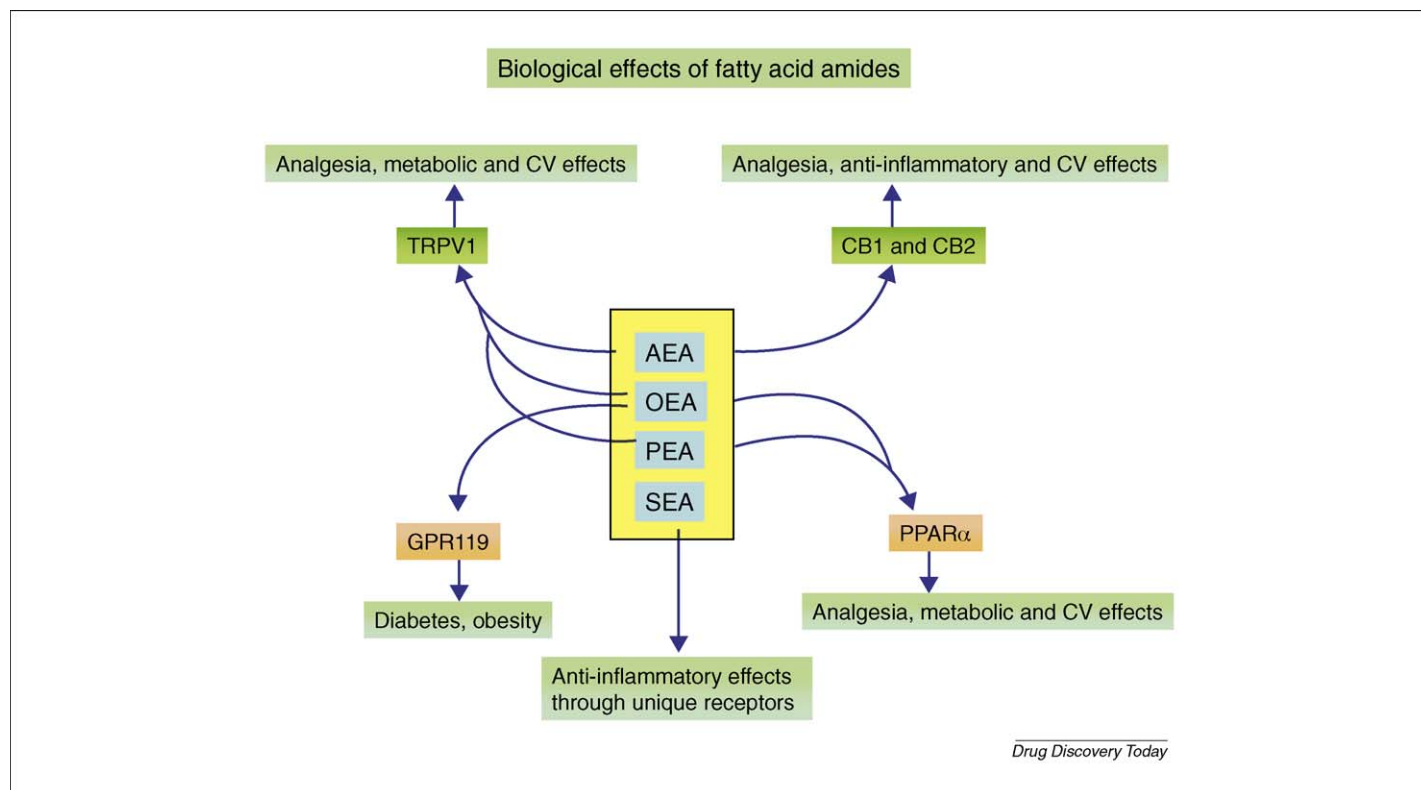 Biological effects of fatty acid amides
Analgesia, metabolic and CV effects
Analgesia, anti-inflammatory and CV effects
TRPV1
CB1 and CB2
AEA
OEA
PEA
SEA
GPR119
PPARα
Diabetes, obesity
Analgesia, metabolic and CV effects
Anti-inflammatory effects
through unique receptors
Drug Discovery Today